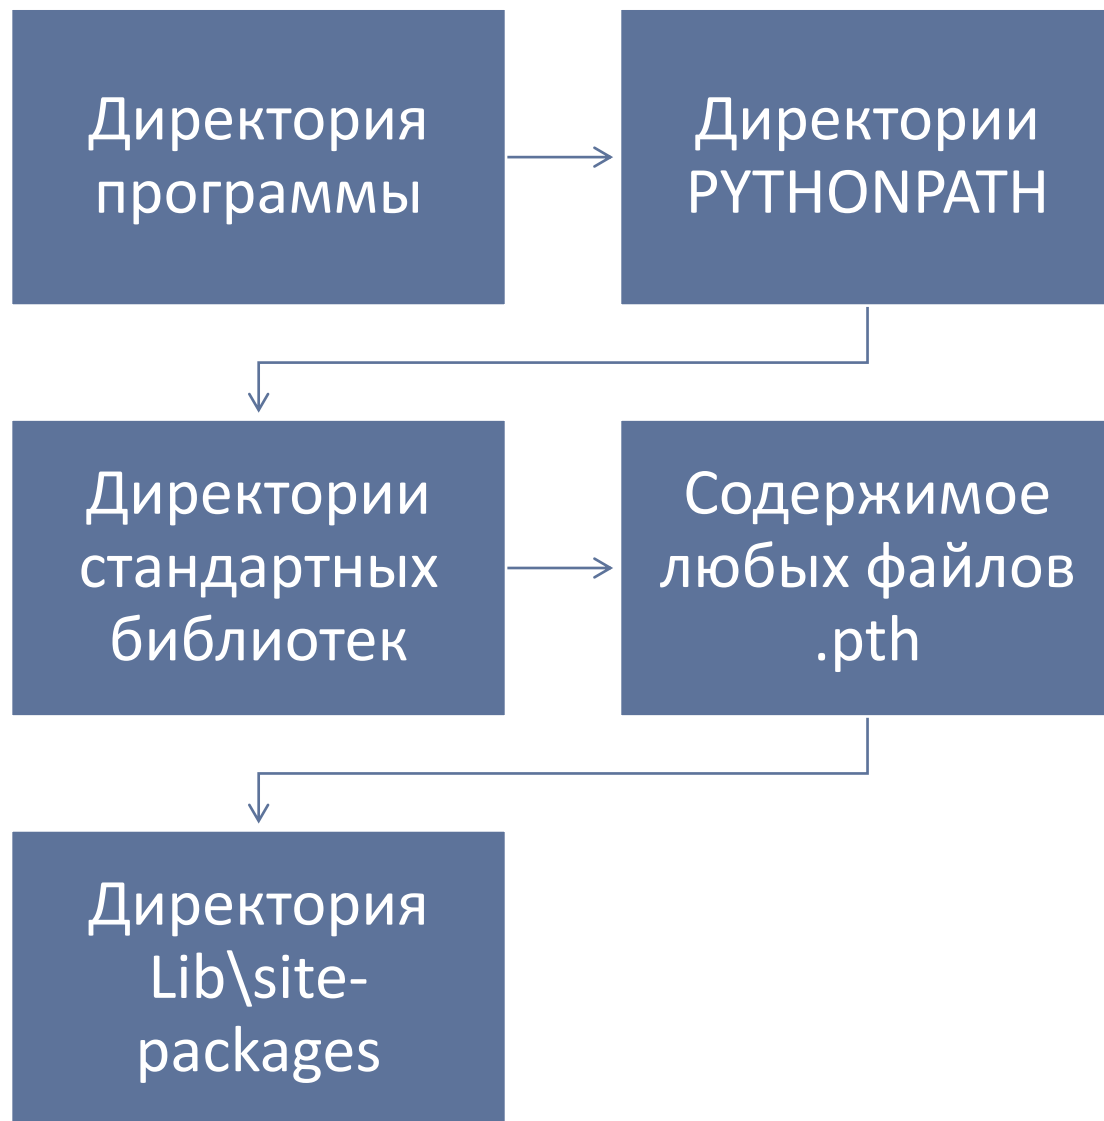 Директория
программы
Директории
PYTHONPATH
Директории
стандартных
библиотек
Содержимое
любых файлов
.pth
Директория
Lib\site-
packages